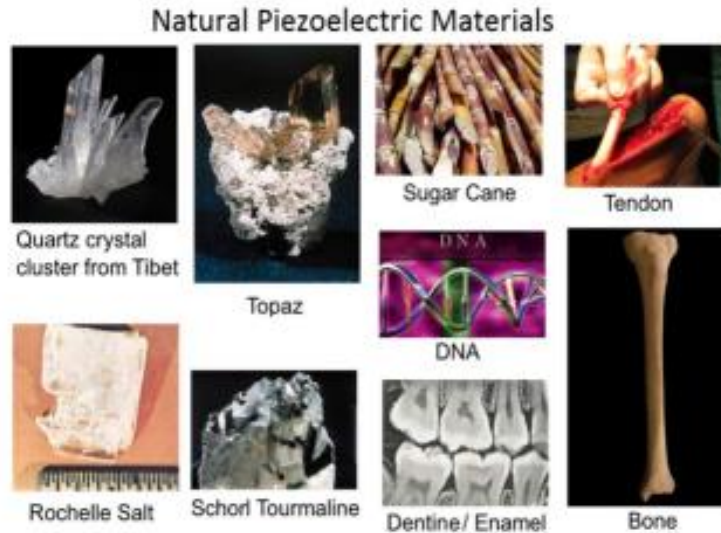 Natural Piezoelectric Materials
Quartz crystal
cluster from Tibet
Topaz
Sugar Cane
Tendon
DNA
DNA
Rochelle Salt
Schorl Tourmaline
Dentine/ Enamel
Bone